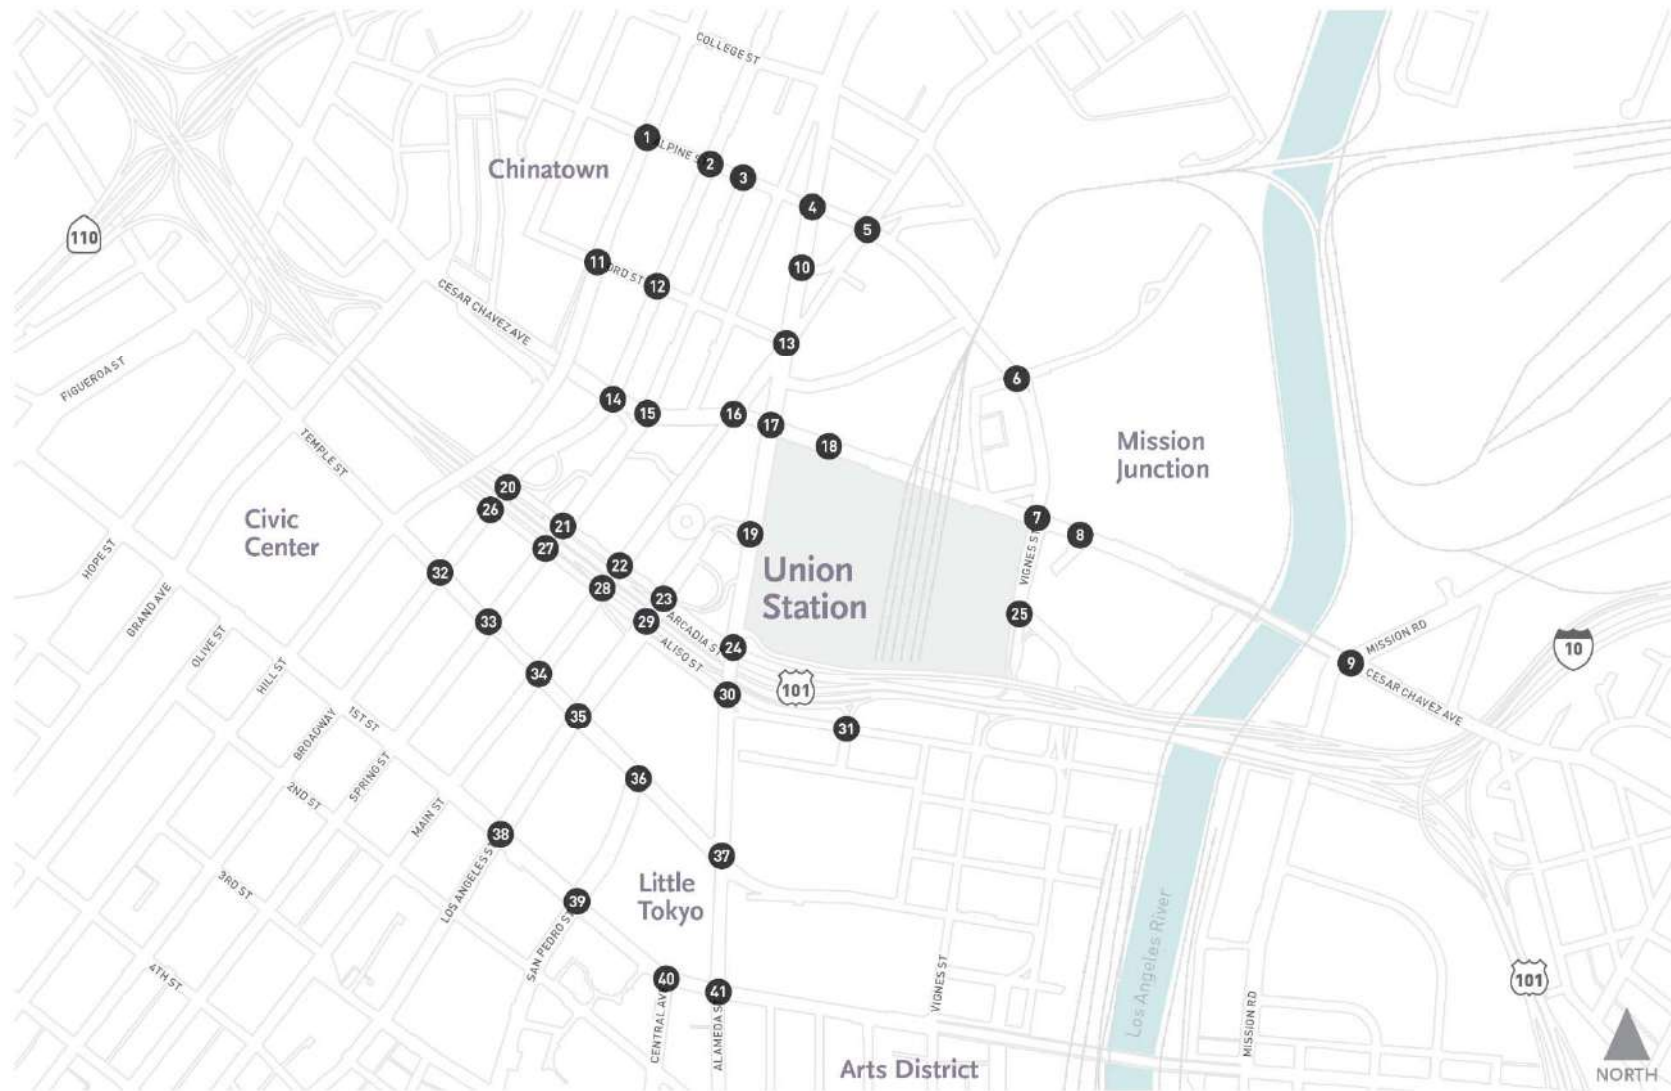 COLLEGE ST
1
ALPINE ST
2
3
Chinatown
4
5
110
10
11
ORD ST
12
CESAR CHAVEZ AVE
13
FIGUEROA ST
6
14
15
16
17
18
TEMPLE ST
Mission
Junction
20
26
Civic
Center
21
27
19
7
8
VIGNES ST
HOPE ST
Union
Station
32
22
28
23
GRAND AVE
33
29
ARCADIA ST
25
ALISO ST
24
OLIVE ST
MISSION RD
10
9
CESAR CHAVEZ AVE
HILL ST
34
30
101
31
35
1ST ST
BROADWAY
SPRING ST
36
2ND ST
MAIN ST
38
37
3RD ST
LOS ANGELES ST
Little
Tokyo
39
SAN PEDRO ST
4TH ST
Los Angeles River
VIGNES ST
101
40
41
CENTRAL AVE
ALAMEDA ST
MISSION RD
Arts District
NORTH